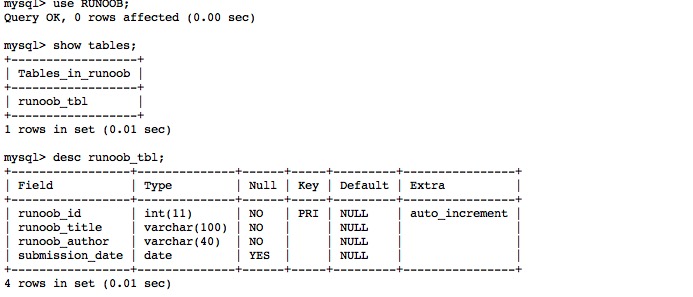 mysql> use RUNOOB;
Query OK, 0 rows affected (0.00 sec)
mysql> show tables;
+------------------+
| Tables_in_runoob |
+------------------+
| runoob_tbl       |
+------------------+
1 rows in set (0.01 sec)
mysql> desc runoob_tbl;
+-----------------+--------------+------+-----+---------+----------------+
| Field           | Type         | Null | Key | Default | Extra          |
+-----------------+--------------+------+-----+---------+----------------+
| runoob_id       | int(11)      | NO   | PRI | NULL    | auto_increment |
| runoob_title    | varchar(100) | NO   |     | NULL    |                |
| runoob_author   | varchar(40)  | NO   |     | NULL    |                |
| submission_date | date         | YES  |     | NULL    |                |
+-----------------+--------------+------+-----+---------+----------------+
4 rows in set (0.01 sec)